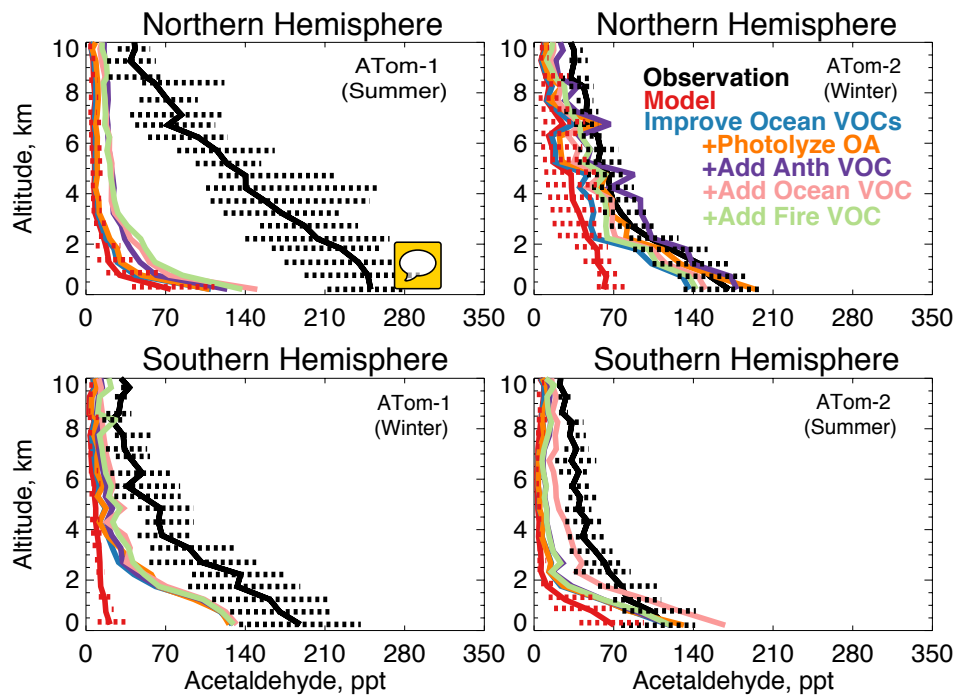 Northern Hemisphere
Northern Hemisphere
10
8
6
4
2
0
Altitude, km
ATom-1
(Summer)
0 70 140 210 280 350
10
8
6
4
2
0
Observation
Model
Improve Ocean VOCs
+Photolyze OA
+Add Anth VOC
+Add Ocean VOC
+Add Fire VOC
ATom-2
(Winter)
0 70 140 210 280 350
Southern Hemisphere
Southern Hemisphere
10
8
6
4
2
0
Altitude, km
ATom-1
(Winter)
0 70 140 210 280 350
Acetaldehyde, ppt
10
8
6
4
2
0
ATom-2
(Summer)
0 70 140 210 280 350
Acetaldehyde, ppt